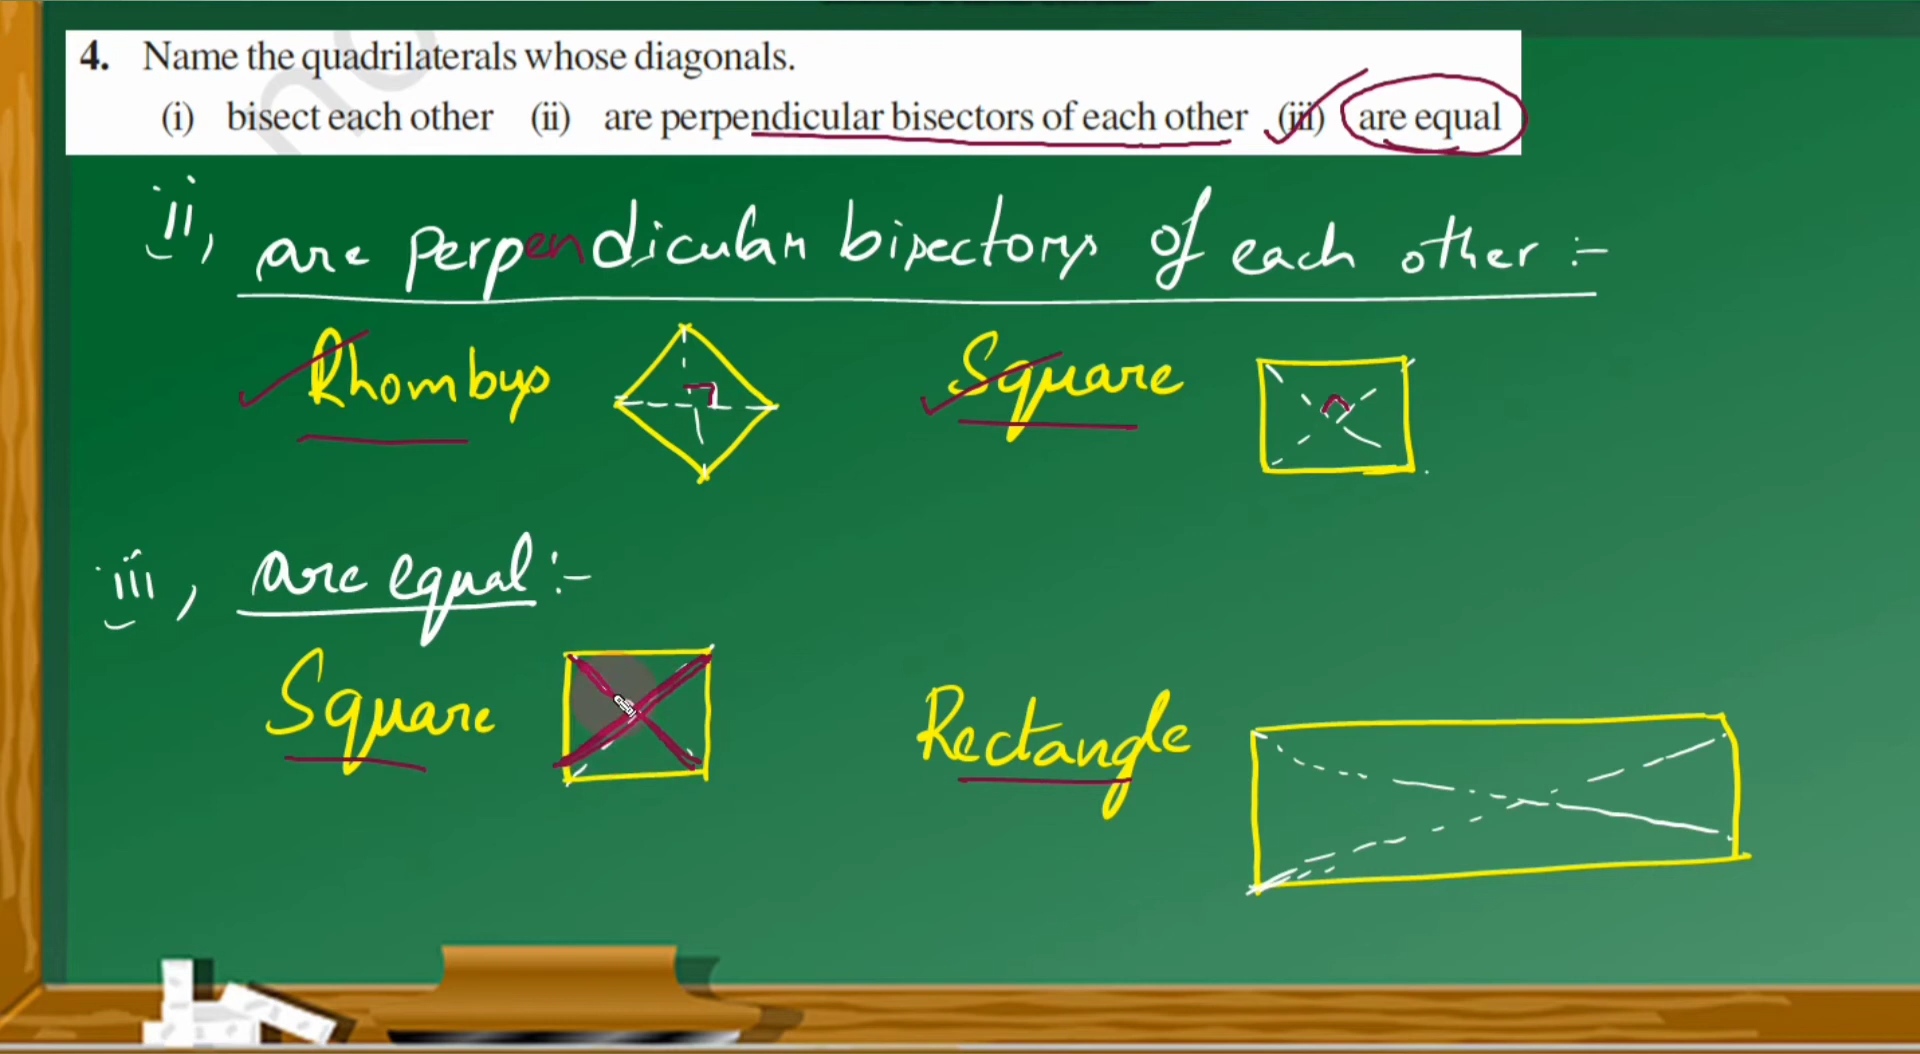 4. Name the quadrilaterals whose diagonals.
(i) bisect each other (ii) are perpendicular bisectors of each other (iii) are equal
ii, are perpendicular bisectors of each other :-
Rhombus Square
iii, are equal :-
Square Rectangle